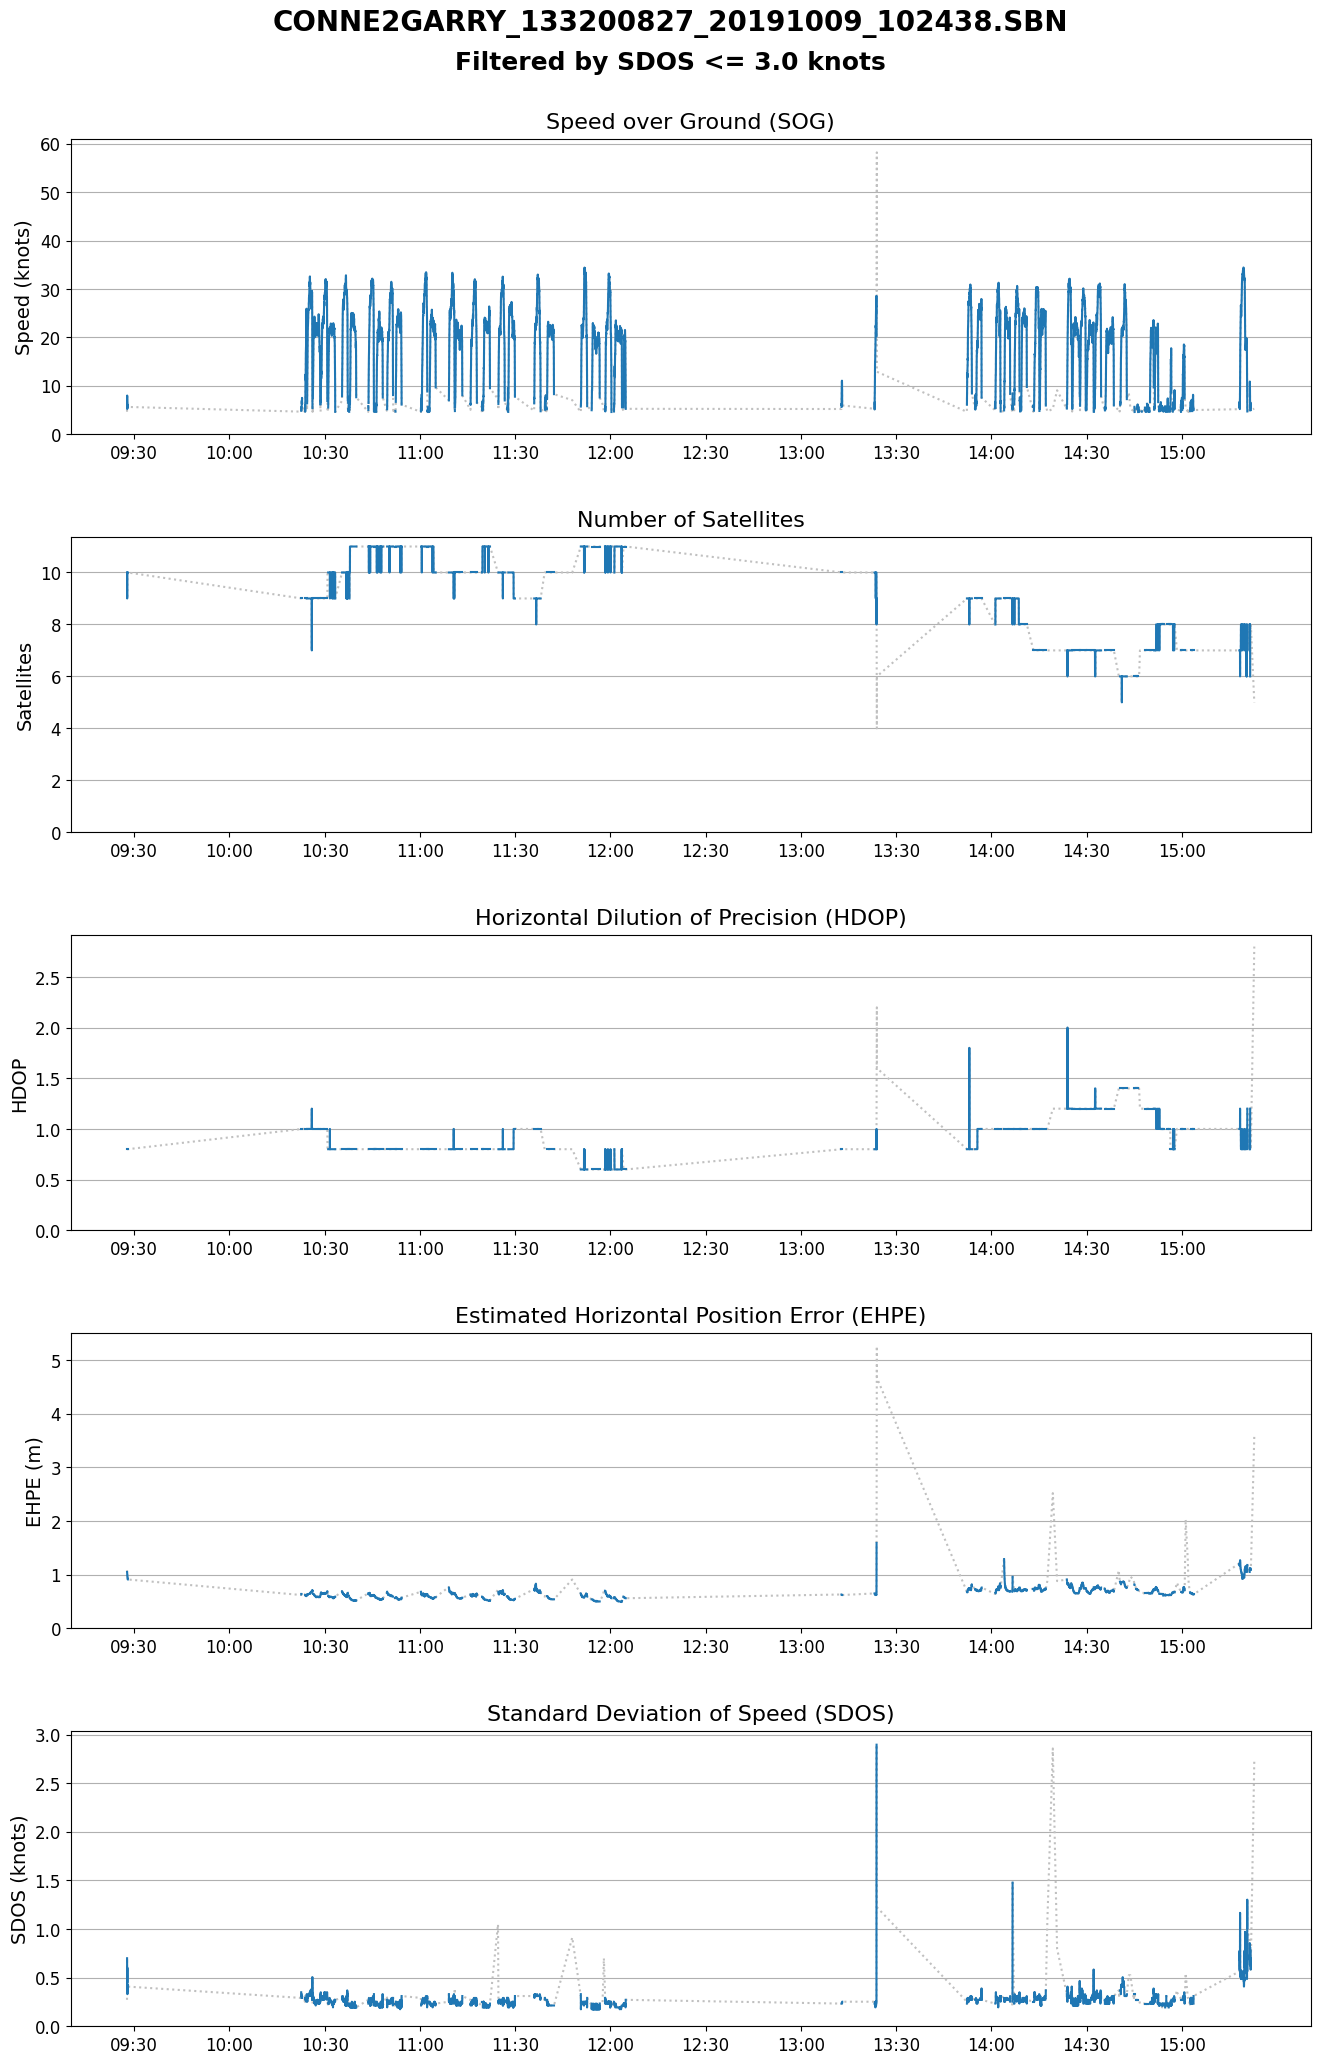 CONNE2GARRY_133200827_20191009_102438.SBN
Filtered by SDOS <= 3.0 knots
Speed over Ground (SOG)
Speed (knots)
60
50
40
30
20
10
0
09:30 10:00 10:30 11:00 11:30 12:00 12:30 13:00 13:30 14:00 14:30 15:00
Number of Satellites
Satellites
10
8
6
4
2
0
09:30 10:00 10:30 11:00 11:30 12:00 12:30 13:00 13:30 14:00 14:30 15:00
Horizontal Dilution of Precision (HDOP)
HDOP
2.5
2.0
1.5
1.0
0.5
0.0
09:30 10:00 10:30 11:00 11:30 12:00 12:30 13:00 13:30 14:00 14:30 15:00
Estimated Horizontal Position Error (EHPE)
EHPE (m)
5
4
3
2
1
0
09:30 10:00 10:30 11:00 11:30 12:00 12:30 13:00 13:30 14:00 14:30 15:00
Standard Deviation of Speed (SDOS)
SDOS (knots)
3.0
2.5
2.0
1.5
1.0
0.5
0.0
09:30 10:00 10:30 11:00 11:30 12:00 12:30 13:00 13:30 14:00 14:30 15:00